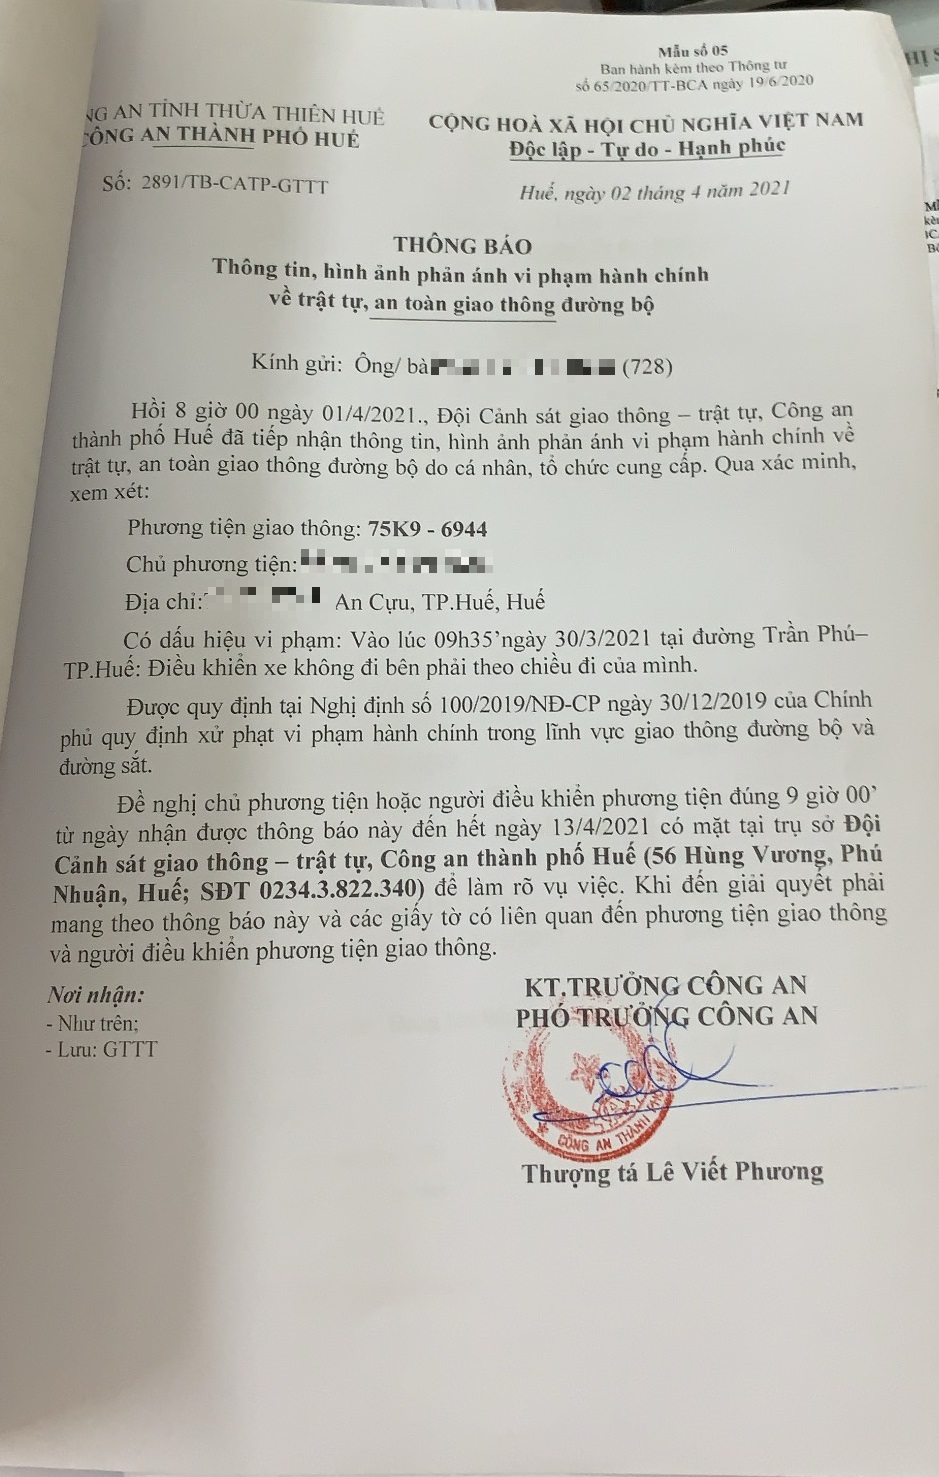 Mẫu số 05
Ban hành kèm theo Thông tư
số 65/2020/TT-BCA ngày 19/6/2020
NG AN TỈNH THỪA THIÊN HUẾ
CÔNG AN THÀNH PHỐ HUẾ
CỘNG HOÀ XÃ HỘI CHỦ NGHĨA VIỆT NAM
Độc lập - Tự do - Hạnh phúc
Số: 2891/TB-CATP-GTTT
Huế, ngày 02 tháng 4 năm 2021
THÔNG BÁO
Thông tin, hình ảnh phản ánh vi phạm hành chính
về trật tự, an toàn giao thông đường bộ
Kính gửi: Ông/ bà (728)
Hồi 8 giờ 00 ngày 01/4/2021., Đội Cảnh sát giao thông – trật tự, Công an
thành phố Huế đã tiếp nhận thông tin, hình ảnh phản ánh vi phạm hành chính về
trật tự, an toàn giao thông đường bộ do cá nhân, tổ chức cung cấp. Qua xác minh,
xem xét:
Phương tiện giao thông: 75K9 - 6944
Chủ phương tiện:
Địa chỉ: An Cựu, TP.Huế, Huế
Có dấu hiệu vi phạm: Vào lúc 09h35’ngày 30/3/2021 tại đường Trần Phú–
TP.Huế: Điều khiển xe không đi bên phải theo chiều đi của mình.
Được quy định tại Nghị định số 100/2019/NĐ-CP ngày 30/12/2019 của Chính
phủ quy định xử phạt vi phạm hành chính trong lĩnh vực giao thông đường bộ và
đường sắt.
Đề nghị chủ phương tiện hoặc người điều khiển phương tiện đúng 9 giờ 00’
từ ngày nhận được thông báo này đến hết ngày 13/4/2021 có mặt tại trụ sở Đội
Cảnh sát giao thông – trật tự, Công an thành phố Huế (56 Hùng Vương, Phú
Nhuận, Huế; SĐT 0234.3.822.340) để làm rõ vụ việc. Khi đến giải quyết phải
mang theo thông báo này và các giấy tờ có liên quan đến phương tiện giao thông
và người điều khiển phương tiện giao thông.
Nơi nhận:
- Như trên;
- Lưu: GTTT
KT.TRƯỞNG CÔNG AN
PHÓ TRƯỞNG CÔNG AN
CÔNG AN THÀNH
Thượng tá Lê Viết Phương